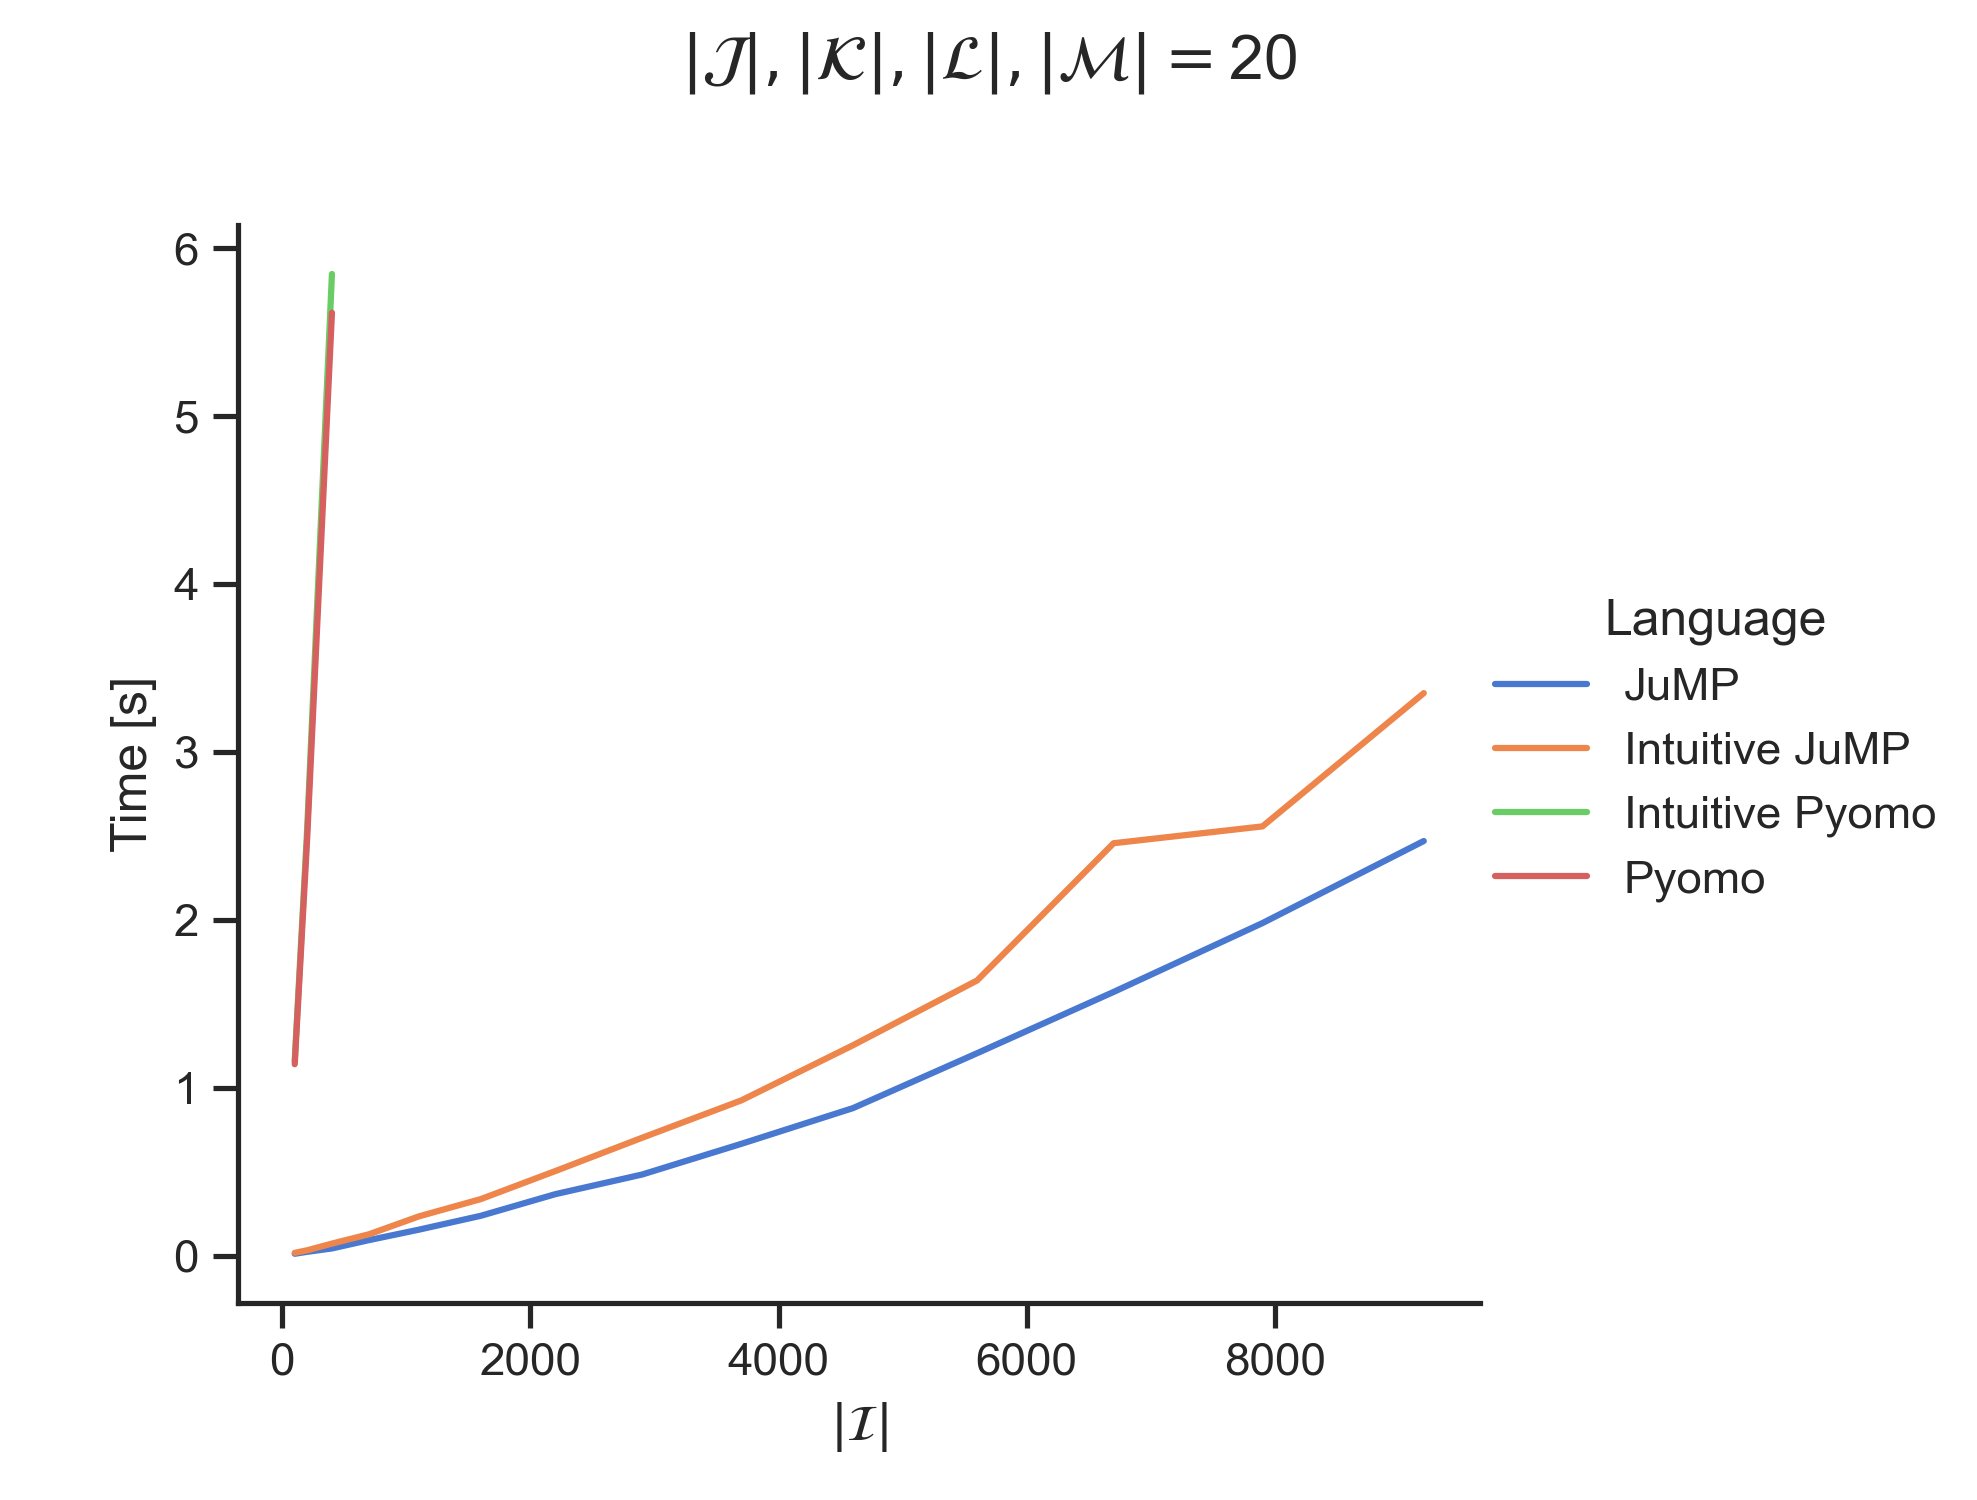 |𝒥|, |𝒦|, |ℒ|, |ℳ| = 20
6
5
4
3
2
1
0
Time [s]
0 2000 4000 6000 8000
|ℐ|
Language
JuMP
Intuitive JuMP
Intuitive Pyomo
Pyomo